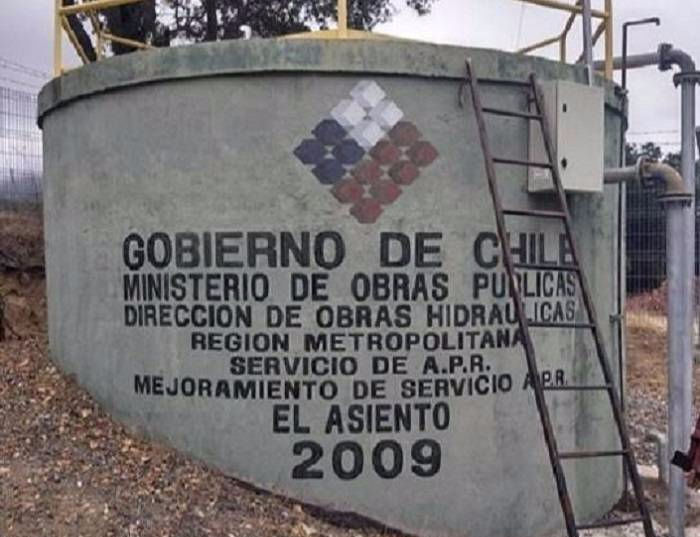 GOBIERNO DE CHILE
MINISTERIO DE OBRAS PUBLICAS
DIRECCION DE OBRAS HIDRAULICAS
REGION METROPOLITANA
SERVICIO DE A.P.R.
MEJORAMIENTO DE SERVICIO A.P.R.
EL ASIENTO
2009